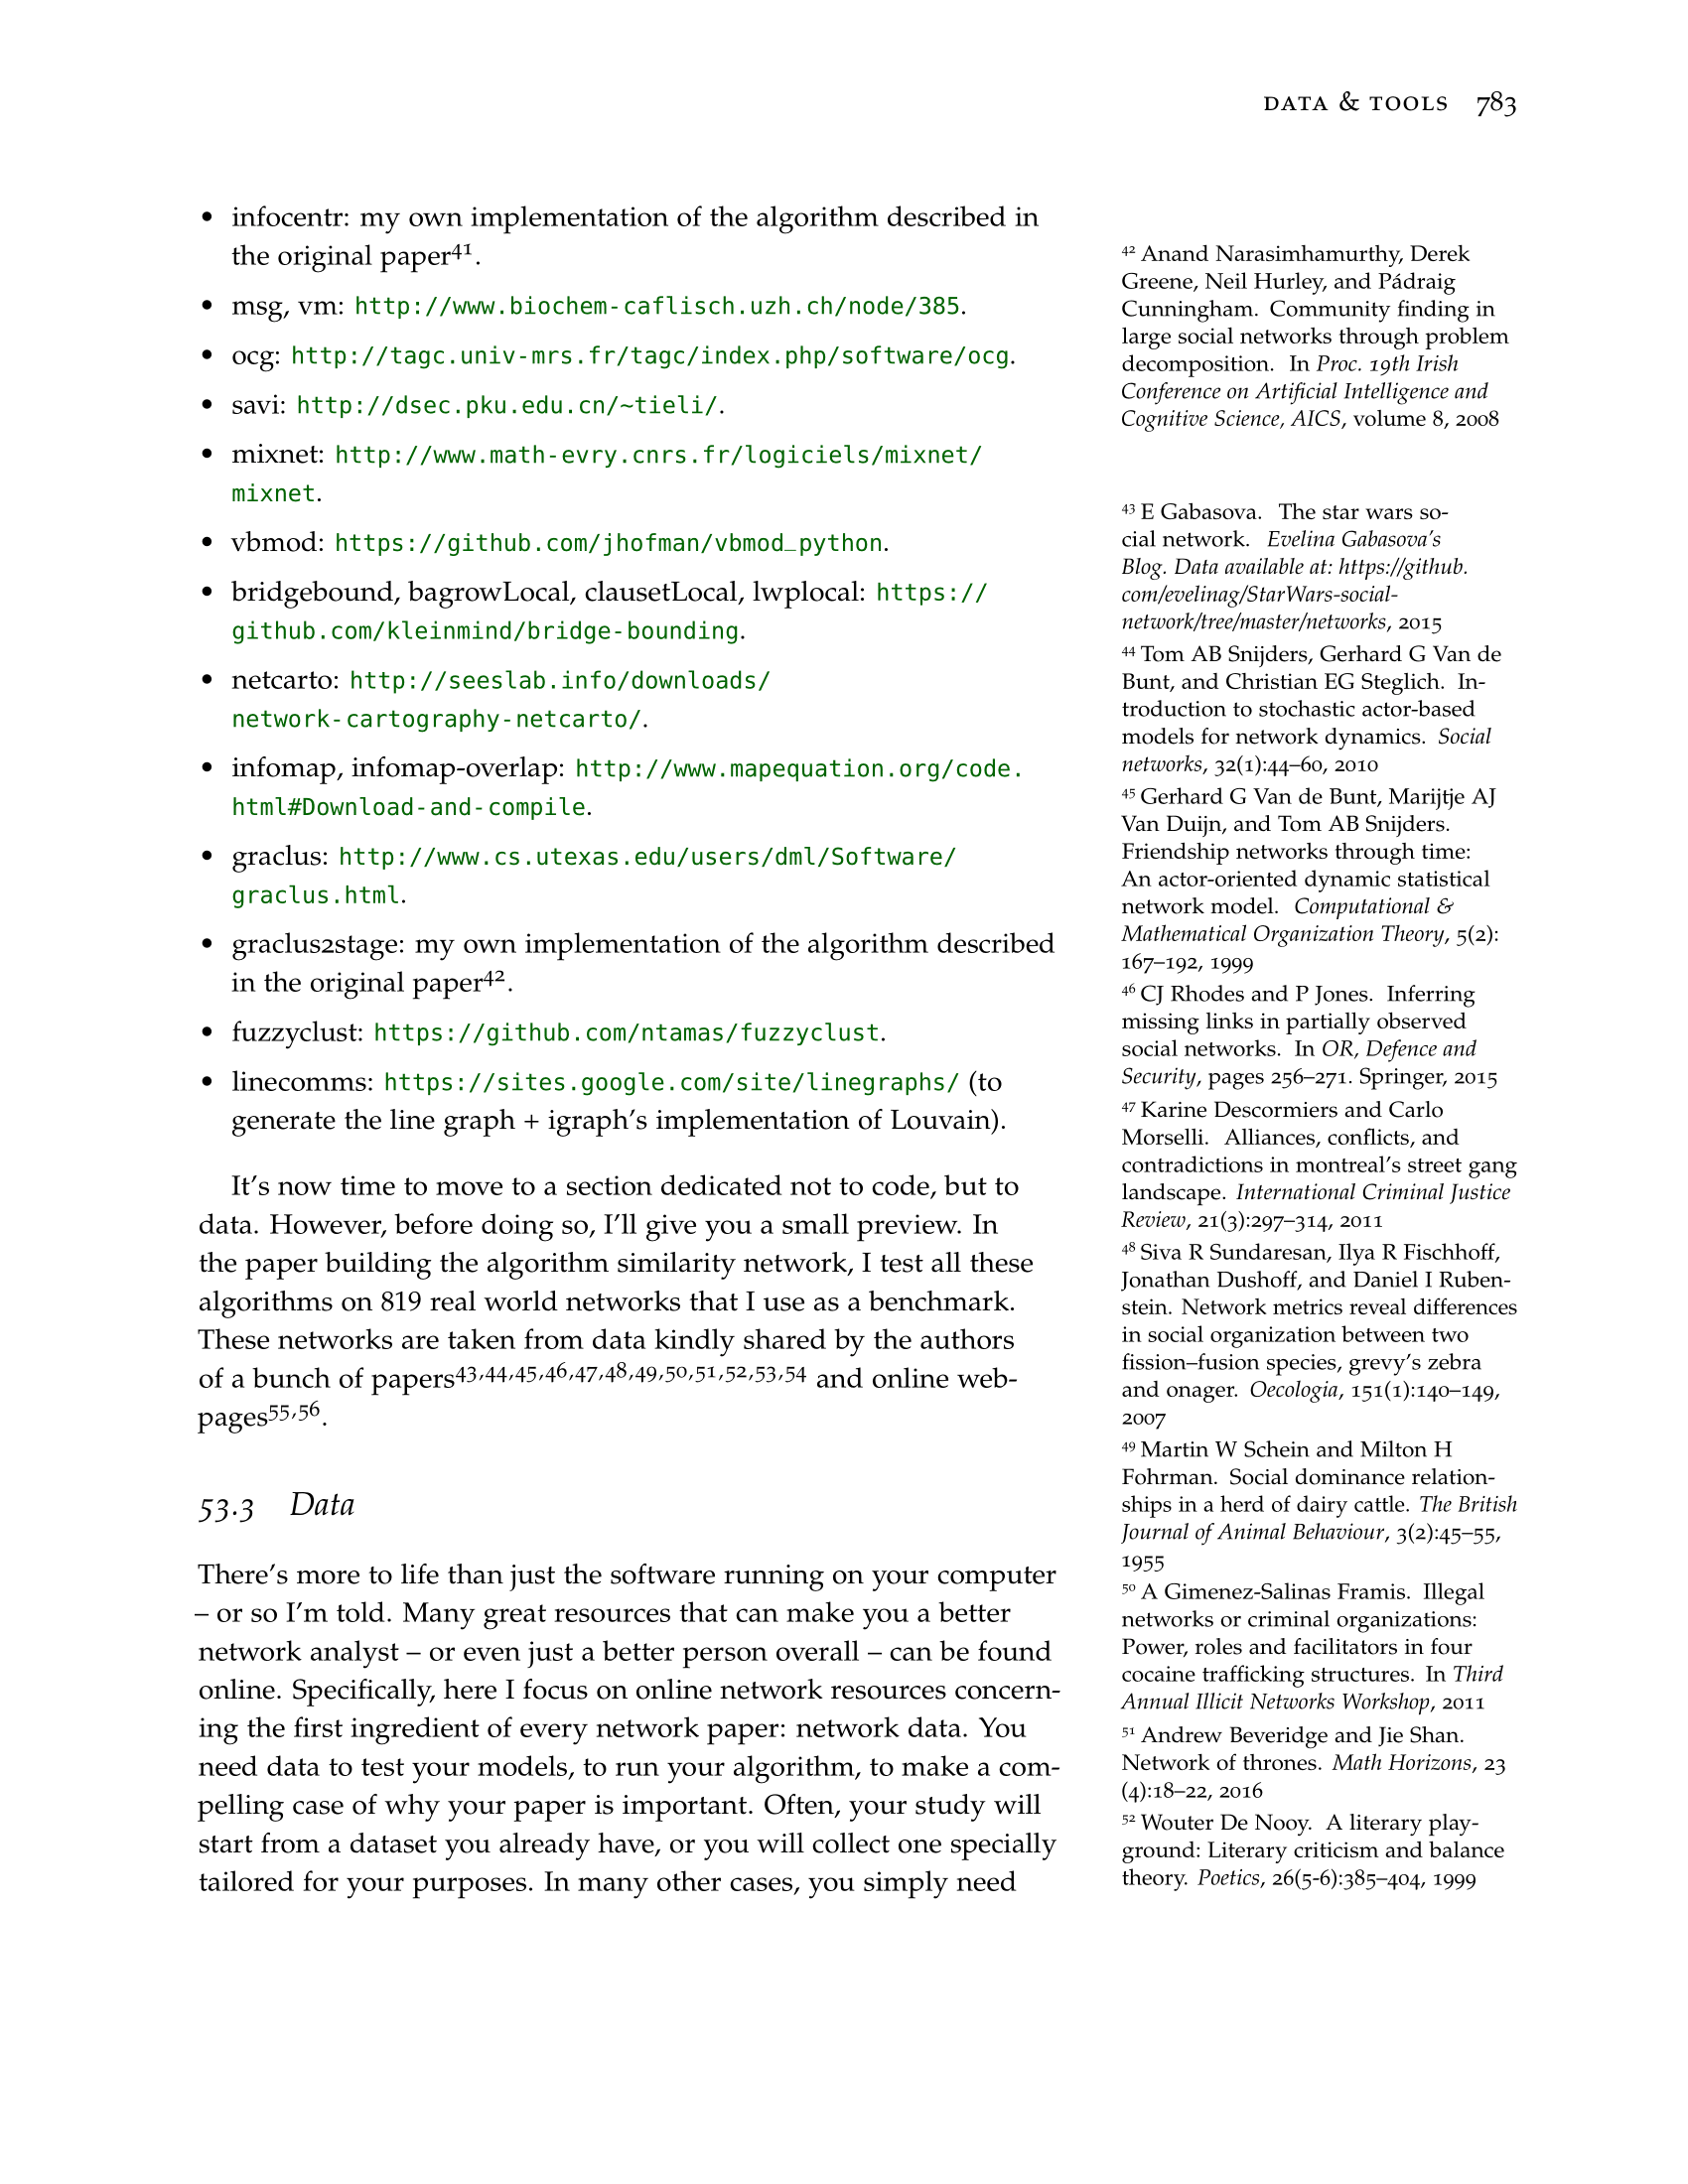 DATA & TOOLS 783
• infocentr: my own implementation of the algorithm described in
the original paper41.
• msg, vm: http://www.biochem-caflisch.uzh.ch/node/385.
• ocg: http://tagc.univ-mrs.fr/tagc/index.php/software/ocg.
• savi: http://dsec.pku.edu.cn/~tieli/.
• mixnet: http://www.math-evry.cnrs.fr/logiciels/mixnet/
mixnet.
• vbmod: https://github.com/jhofman/vbmod_python.
• bridgebound, bagrowLocal, clausetLocal, lwplocal: https://
github.com/kleinmind/bridge-bounding.
• netcarto: http://seeslab.info/downloads/
network-cartography-netcarto/.
• infomap, infomap-overlap: http://www.mapequation.org/code.
html#Download-and-compile.
• graclus: http://www.cs.utexas.edu/users/dml/Software/
graclus.html.
• graclus2stage: my own implementation of the algorithm described
in the original paper42.
• fuzzyclust: https://github.com/ntamas/fuzzyclust.
• linecomms: https://sites.google.com/site/linegraphs/ (to
generate the line graph + igraph's implementation of Louvain).
It's now time to move to a section dedicated not to code, but to
data. However, before doing so, I'll give you a small preview. In
the paper building the algorithm similarity network, I test all these
algorithms on 819 real world networks that I use as a benchmark.
These networks are taken from data kindly shared by the authors
of a bunch of papers43,44,45,46,47,48,49,50,51,52,53,54 and online web-
pages55,56.
53.3 Data
There's more to life than just the software running on your computer
– or so I'm told. Many great resources that can make you a better
network analyst – or even just a better person overall – can be found
online. Specifically, here I focus on online network resources concern-
ing the first ingredient of every network paper: network data. You
need data to test your models, to run your algorithm, to make a com-
pelling case of why your paper is important. Often, your study will
start from a dataset you already have, or you will collect one specially
tailored for your purposes. In many other cases, you simply need
42 Anand Narasimhamurthy, Derek
Greene, Neil Hurley, and Pádraig
Cunningham. Community finding in
large social networks through problem
decomposition. In Proc. 19th Irish
Conference on Artificial Intelligence and
Cognitive Science, AICS, volume 8, 2008
43 E Gabasova. The star wars so-
cial network. Evelina Gabasova's
Blog. Data available at: https://github.
com/evelinag/StarWars-social-
network/tree/master/networks, 2015
44 Tom AB Snijders, Gerhard G Van de
Bunt, and Christian EG Steglich. In-
troduction to stochastic actor-based
models for network dynamics. Social
networks, 32(1):44–60, 2010
45 Gerhard G Van de Bunt, Marijtje AJ
Van Duijn, and Tom AB Snijders.
Friendship networks through time:
An actor-oriented dynamic statistical
network model. Computational &
Mathematical Organization Theory, 5(2):
167–192, 1999
46 CJ Rhodes and P Jones. Inferring
missing links in partially observed
social networks. In OR, Defence and
Security, pages 256–271. Springer, 2015
47 Karine Descormiers and Carlo
Morselli. Alliances, conflicts, and
contradictions in montreal's street gang
landscape. International Criminal Justice
Review, 21(3):297–314, 2011
48 Siva R Sundaresan, Ilya R Fischhoff,
Jonathan Dushoff, and Daniel I Ruben-
stein. Network metrics reveal differences
in social organization between two
fission–fusion species, grevy's zebra
and onager. Oecologia, 151(1):140–149,
2007
49 Martin W Schein and Milton H
Fohrman. Social dominance relation-
ships in a herd of dairy cattle. The British
Journal of Animal Behaviour, 3(2):45–55,
1955
50 A Gimenez-Salinas Framis. Illegal
networks or criminal organizations:
Power, roles and facilitators in four
cocaine trafficking structures. In Third
Annual Illicit Networks Workshop, 2011
51 Andrew Beveridge and Jie Shan.
Network of thrones. Math Horizons, 23
(4):18–22, 2016
52 Wouter De Nooy. A literary play-
ground: Literary criticism and balance
theory. Poetics, 26(5-6):385–404, 1999